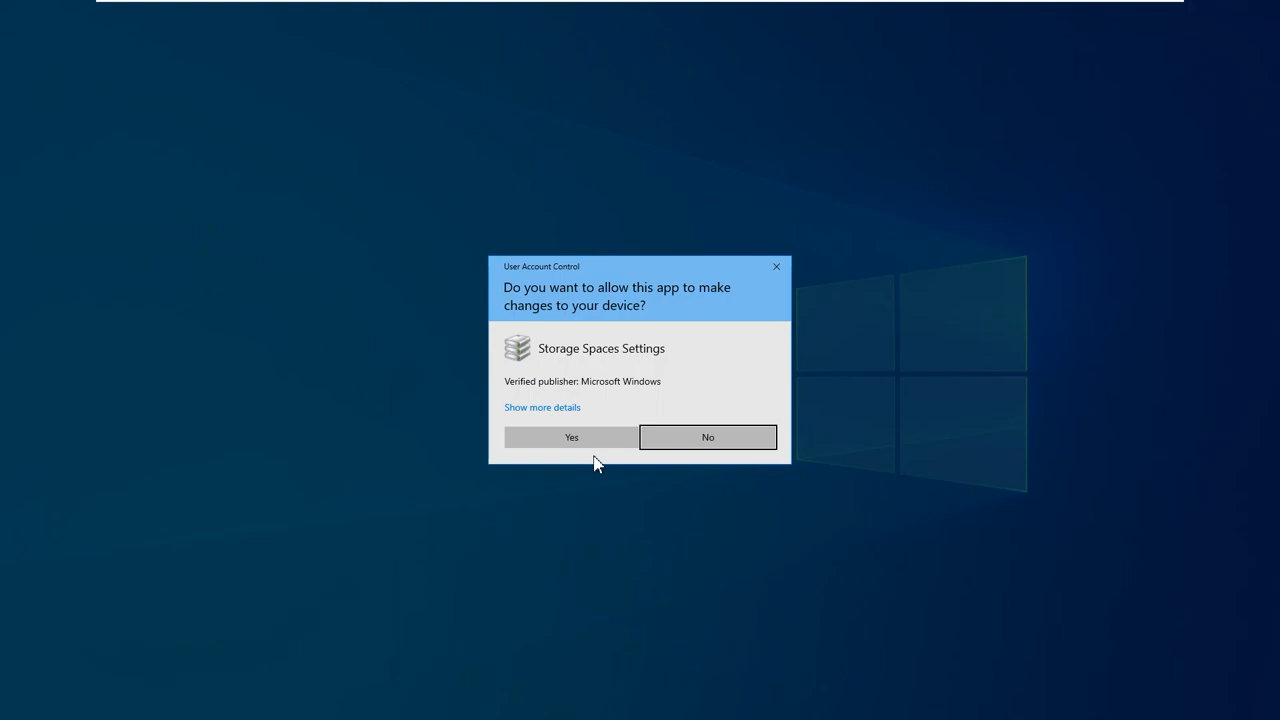 User Account Control
Do you want to allow this app to make
changes to your device?
Storage Spaces Settings
Verified publisher: Microsoft Windows
Show more details
Yes
No